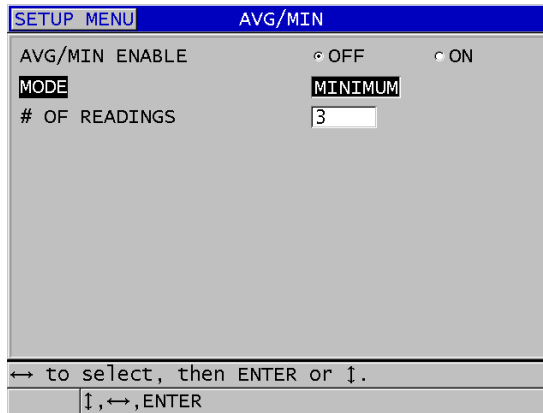 SETUP MENU AVG/MIN
AVG/MIN ENABLE OFF ON
MODE MINIMUM
# OF READINGS 3
↔ to select, then ENTER or ↕.
↕,↔,ENTER